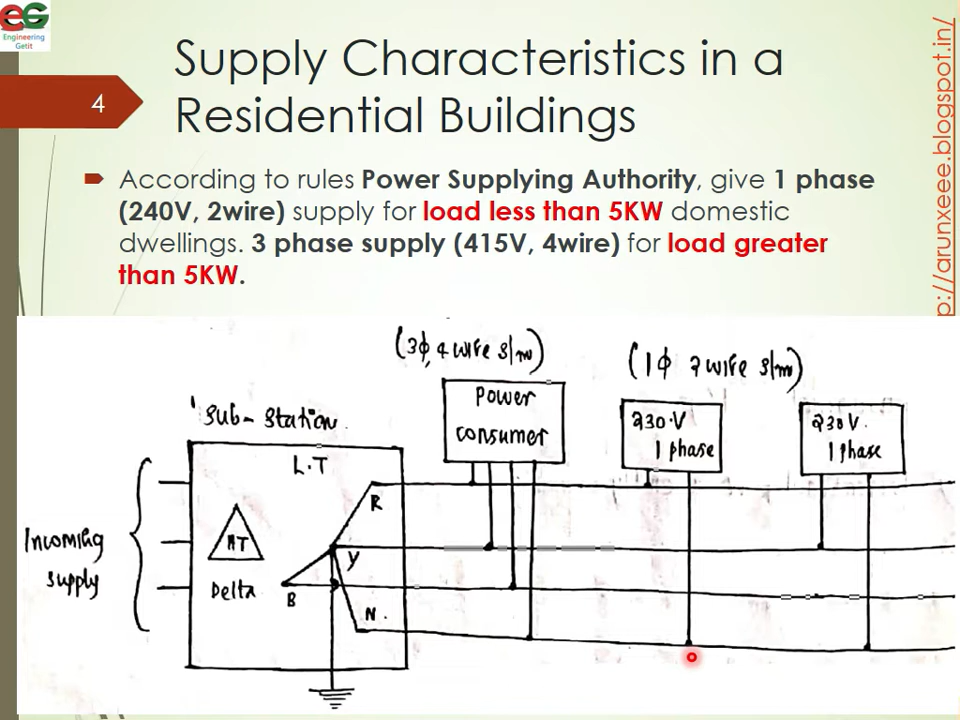 eG
Engineering
Getit
Supply Characteristics in a
Residential Buildings
4
According to rules Power Supplying Authority, give 1 phase
(240V, 2wire) supply for load less than 5KW domestic
dwellings. 3 phase supply (415V, 4wire) for load greater
than 5KW.
p://arunxeee.blogspot.in/
(3ϕ, 4 wire s/m)
(1ϕ 2 wire s/m)
Sub-Station
Power
consumer
230.V
1 phase
230V.
1 phase
L.T
R
Incoming
supply
HT
Delta
Y
B
N.